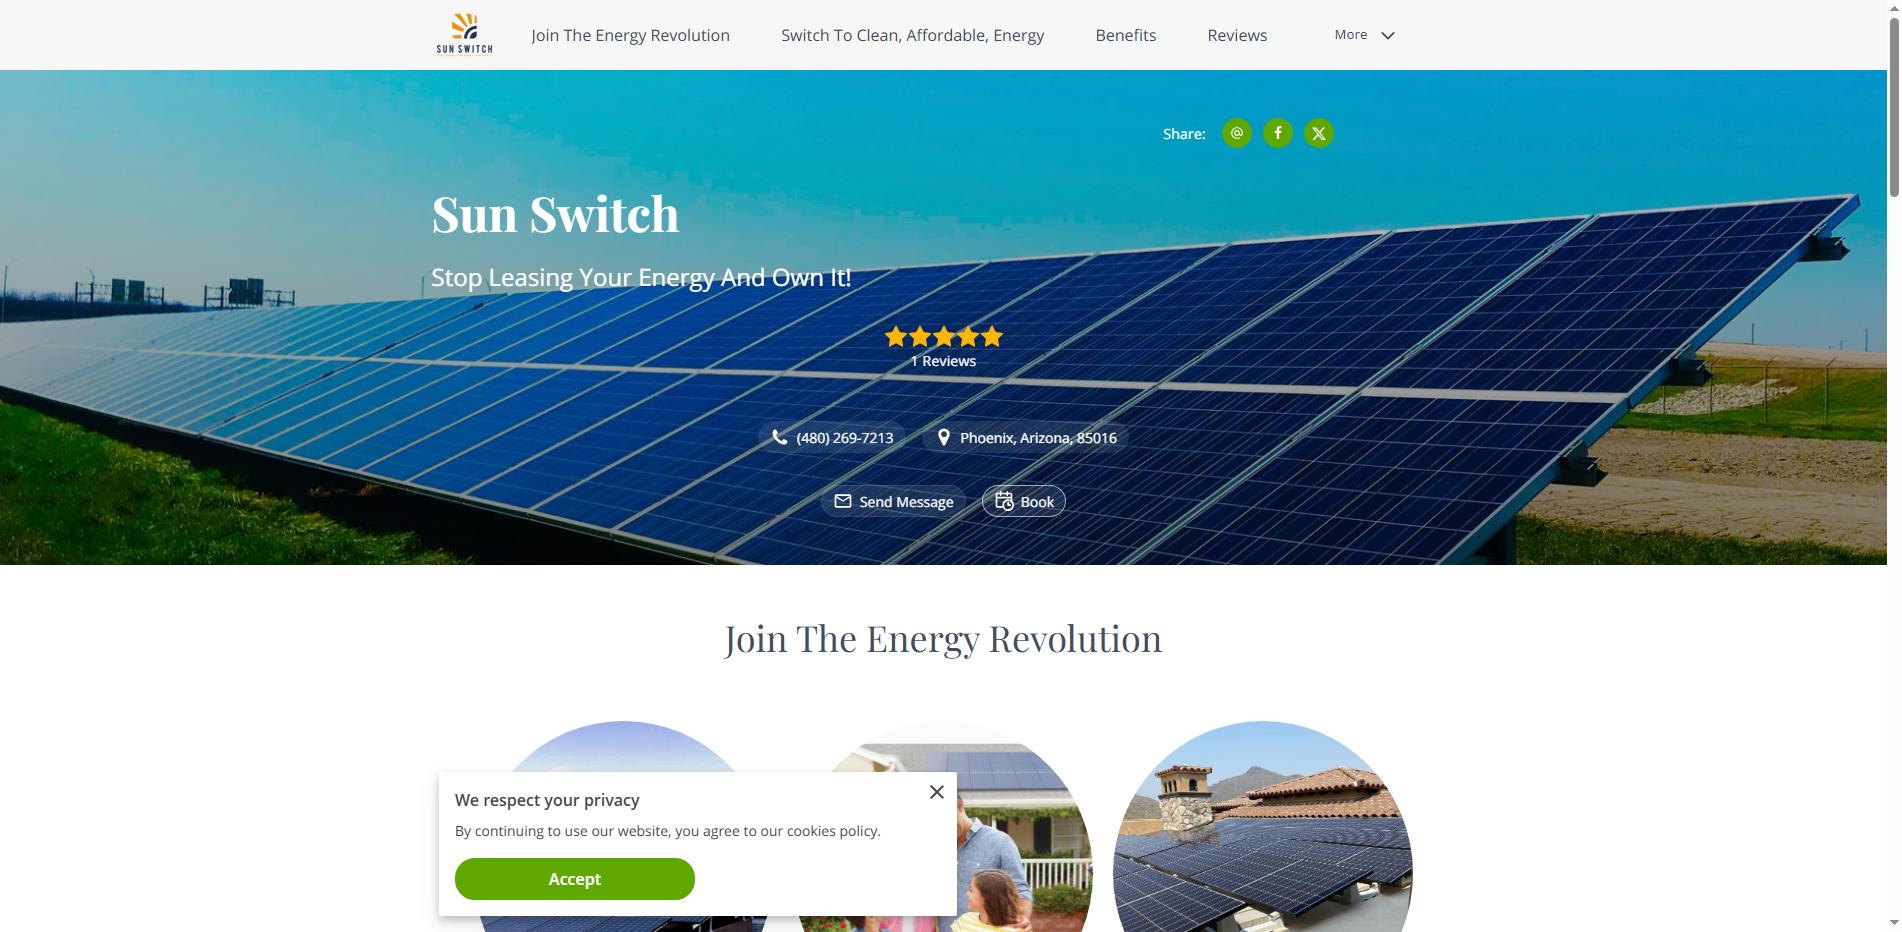 SUN SWITCH
Join The Energy Revolution
Switch To Clean, Affordable, Energy
Benefits
Reviews
More
Share:
Sun Switch
Stop Leasing Your Energy And Own It!
1 Reviews
(480) 269-7213
Phoenix, Arizona, 85016
Send Message
Book
Join The Energy Revolution
We respect your privacy
By continuing to use our website, you agree to our cookies policy.
Accept